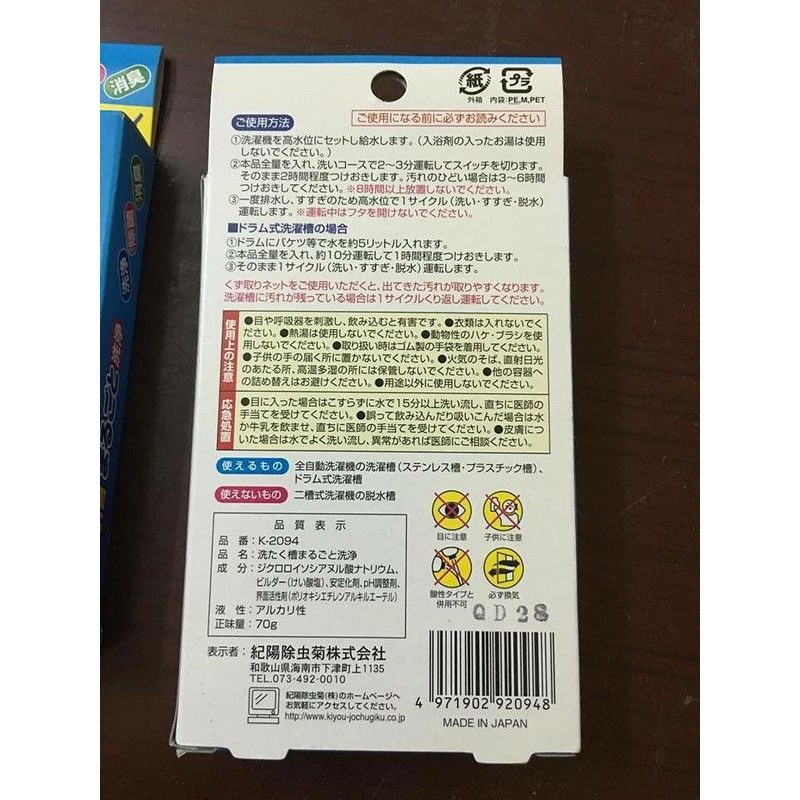 消臭
紙
プラ
外箱
内袋:PE,M,PET
ご使用方法
ご使用になる前に必ずお読みください
①洗濯機を高水位にセットし給水します。(入浴剤の入ったお湯は使用
しないでください。)
②本品全量を入れ、洗いコースで2〜3分運転してスイッチを切ります。
そのまま2時間程度つけおきします。汚れのひどい場合は3〜6時間
つけおきしてください。※8時間以上放置しないでください。
③一度排水し、すすぎのため高水位で1サイクル(洗い・すすぎ・脱水)
運転します。※運転中はフタを開けないでください。
■ドラム式洗濯槽の場合
①ドラムにバケツ等で水を約5リットル入れます。
②本品全量を入れ、約10分運転して1時間程度つけおきします。
③そのまま1サイクル(洗い・すすぎ・脱水)運転します。
くず取りネットをご使用いただくと、出てきた汚れが取りやすくなります。
洗濯槽に汚れが残っている場合は1サイクルくり返し運転してください。
使用上の注意
●目や呼吸器を刺激し、飲み込むと有害です。●衣類は入れないでく
ださい。●熱湯は使用しないでください。●動物性のハケ・ブラシを使
用しないでください。●取り扱い時はゴム製の手袋を着用してください。
●子供の手の届く所に置かないでください。●火気のそば、直射日光
のあたる所、高温多湿の所には保管しないでください。●他の容器へ
の詰め替えはお避けください。●用途以外に使用しないでください。
応急処置
●目に入った場合はこすらずに水で15分以上洗い流し、直ちに医師の
手当てを受けてください。●誤って飲み込んだり吸いこんだ場合は水
か牛乳を飲ませ、直ちに医師の手当てを受けてください。●皮膚につ
いた場合は水でよく洗い流し、異常があれば医師にご相談ください。
使えるもの 全自動洗濯機の洗濯槽(ステンレス槽・プラスチック槽)、
ドラム式洗濯槽
使えないもの 二槽式洗濯機の脱水槽
目に注意
子供に注意
酸性タイプと
併用不可
必ず換気
品質表示
品 番: K-2094
品 名: 洗たく槽まるごと洗浄
成 分: ジクロロイソシアヌル酸ナトリウム、
ビルダー(けい酸塩)、安定化剤、pH調整剤、
界面活性剤(ポリオキシエチレンアルキルエーテル)
液 性: アルカリ性
正味量: 70g
QD28
表示者: 紀陽除虫菊株式会社
和歌山県海南市下津町上1135
TEL.073-492-0010
紀陽除虫菊(株)のホームページへ
お気軽にアクセスしてください。
http://www.kiyou-jochugiku.co.jp
4 971902 920948
MADE IN JAPAN
洗浄
除菌
消臭
まるごと洗浄